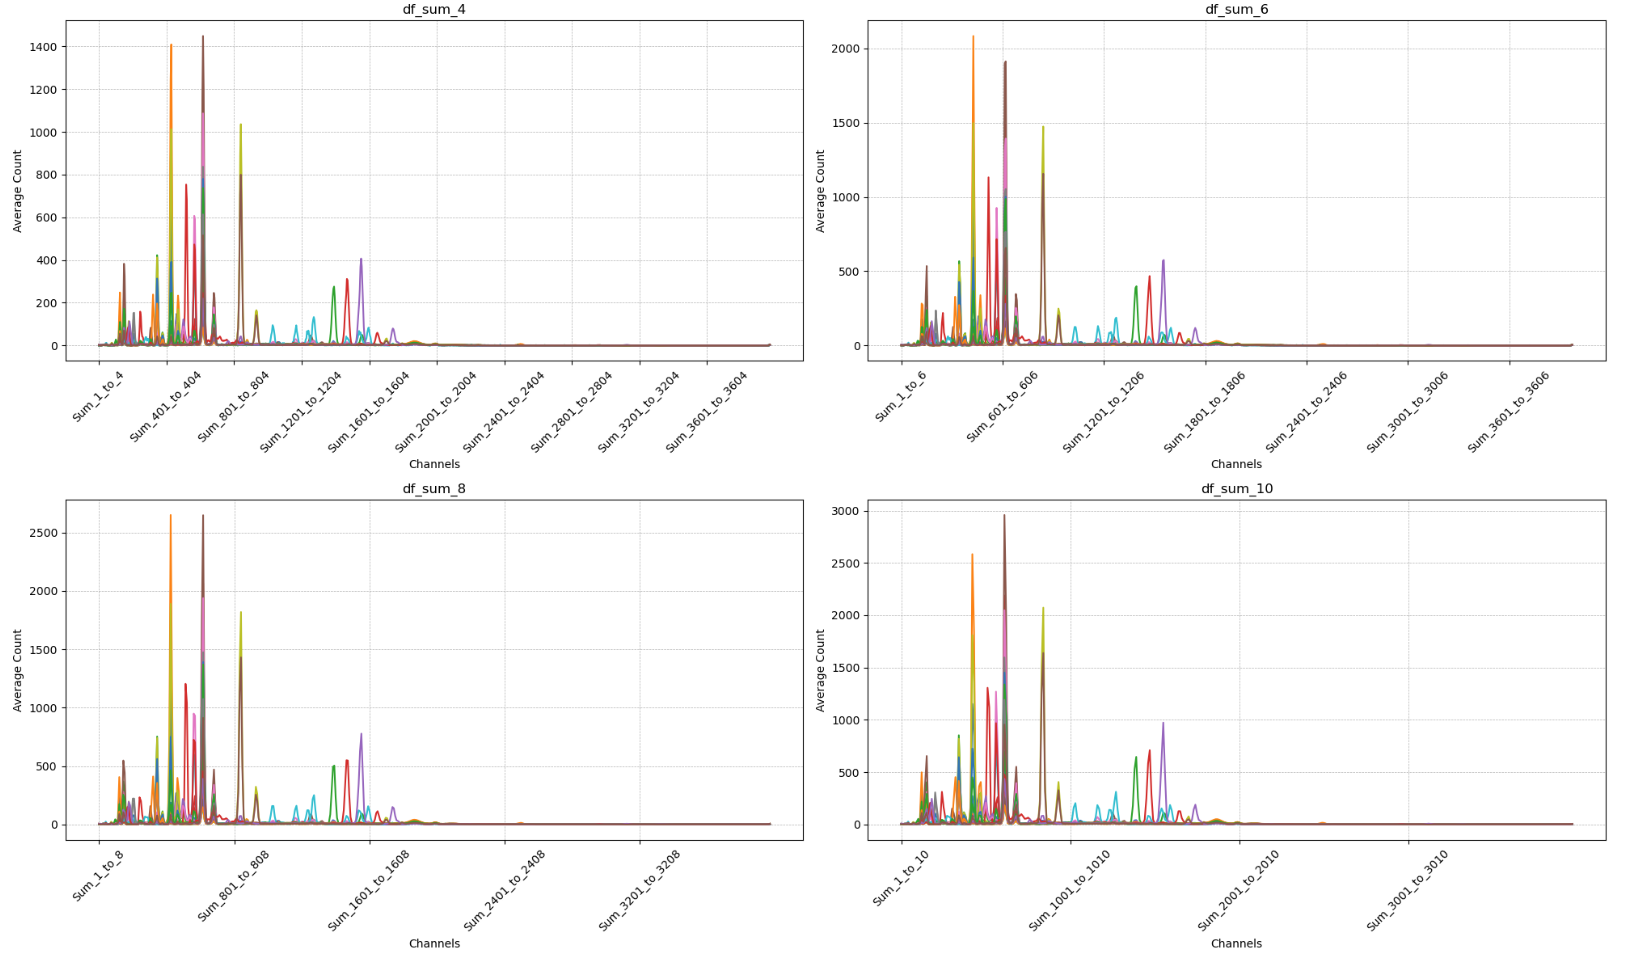 df_sum_4
Average Count
1400
1200
1000
800
600
400
200
0
Sum_1_to_4
Sum_401_to_404
Sum_801_to_804
Sum_1201_to_1204
Sum_1601_to_1604
Sum_2001_to_2004
Sum_2401_to_2404
Sum_2801_to_2804
Sum_3201_to_3204
Sum_3601_to_3604
Channels
df_sum_6
Average Count
2000
1500
1000
500
0
Sum_1_to_6
Sum_601_to_606
Sum_1201_to_1206
Sum_1801_to_1806
Sum_2401_to_2406
Sum_3001_to_3006
Sum_3601_to_3606
Channels
df_sum_8
Average Count
2500
2000
1500
1000
500
0
Sum_1_to_8
Sum_801_to_808
Sum_1601_to_1608
Sum_2401_to_2408
Sum_3201_to_3208
Channels
df_sum_10
Average Count
3000
2500
2000
1500
1000
500
0
Sum_1_to_10
Sum_1001_to_1010
Sum_2001_to_2010
Sum_3001_to_3010
Channels